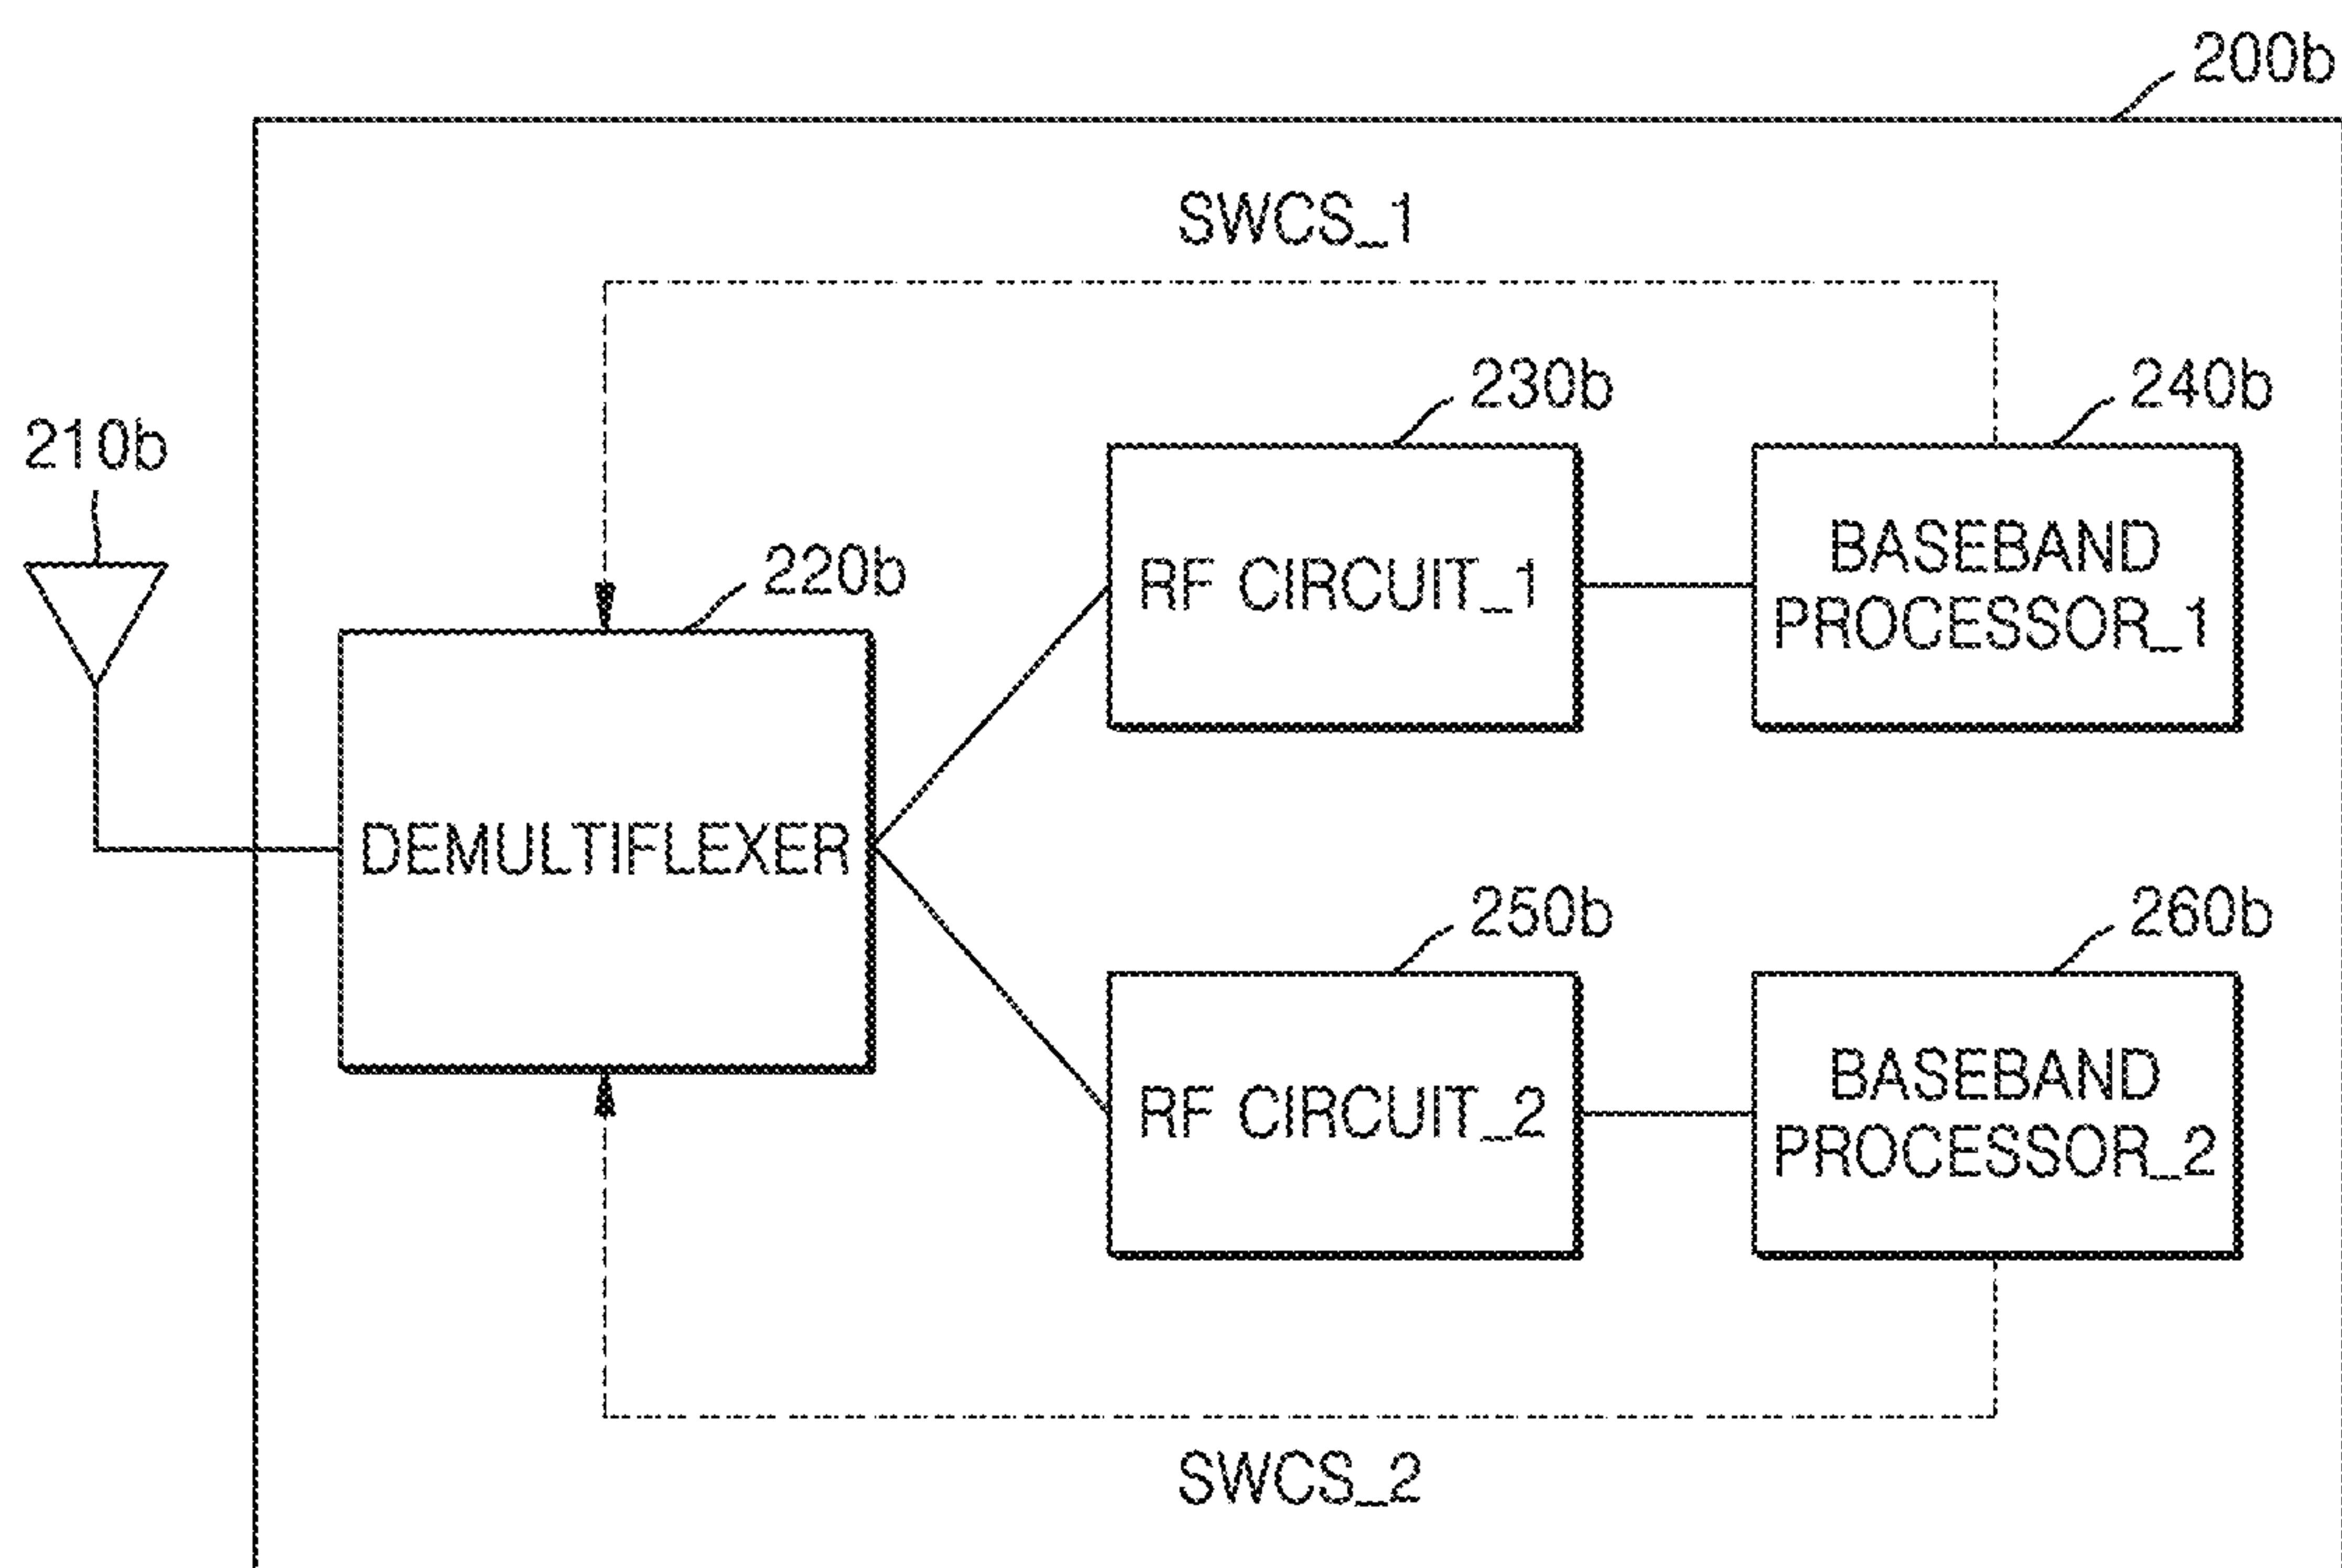 200b
SWCS_1
230b
240b
210b
220b
RF CIRCUIT_1
BASEBAND
PROCESSOR_1
DEMULTIFLEXER
250b
260b
RF CIRCUIT_2
BASEBAND
PROCESSOR_2
SWCS_2